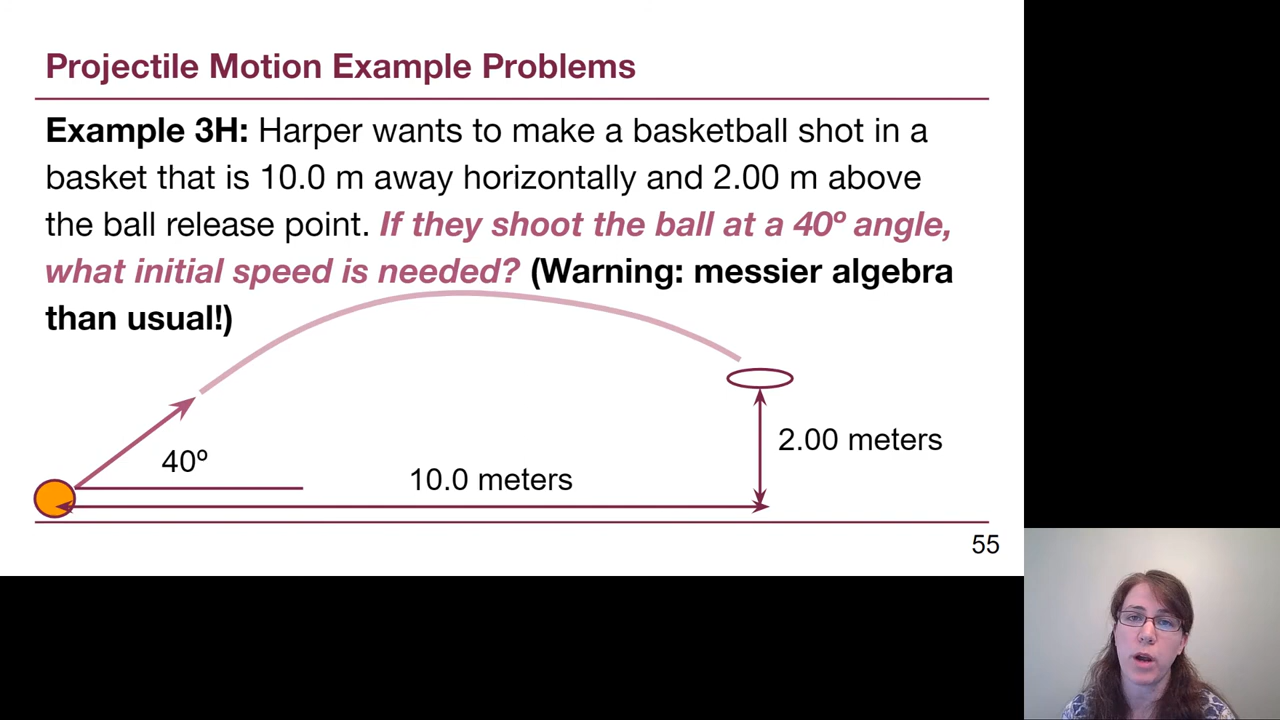 Projectile Motion Example Problems
Example 3H: Harper wants to make a basketball shot in a
basket that is 10.0 m away horizontally and 2.00 m above
the ball release point. If they shoot the ball at a 40º angle,
what initial speed is needed? (Warning: messier algebra
than usual!)
40º
10.0 meters
2.00 meters
55